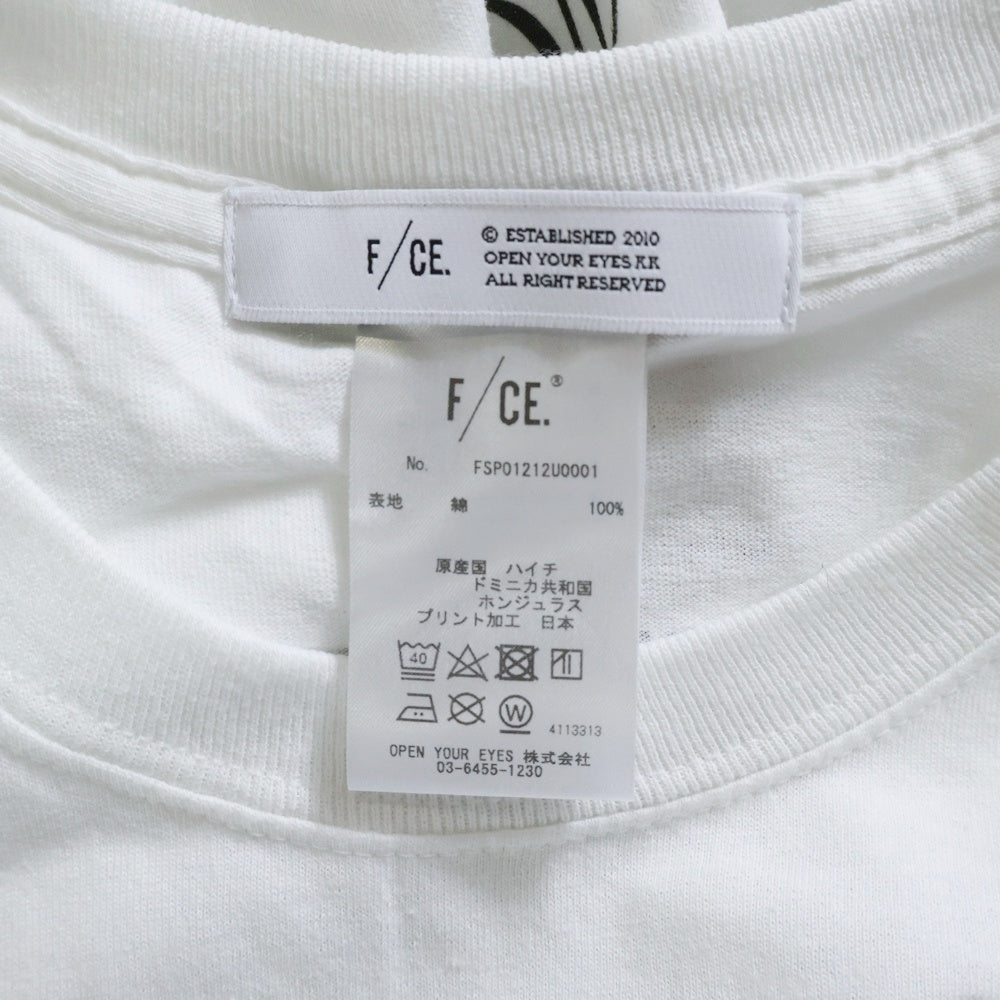 F/CE.
© ESTABLISHED 2010
OPEN YOUR EYES KK
ALL RIGHT RESERVED
F/CE.®
No. FSP01212U0001
表地 綿 100%
原産国 ハイチ
ドミニカ共和国
ホンジュラス
プリント加工 日本
40
W
4113313
OPEN YOUR EYES 株式会社
03-6455-1230